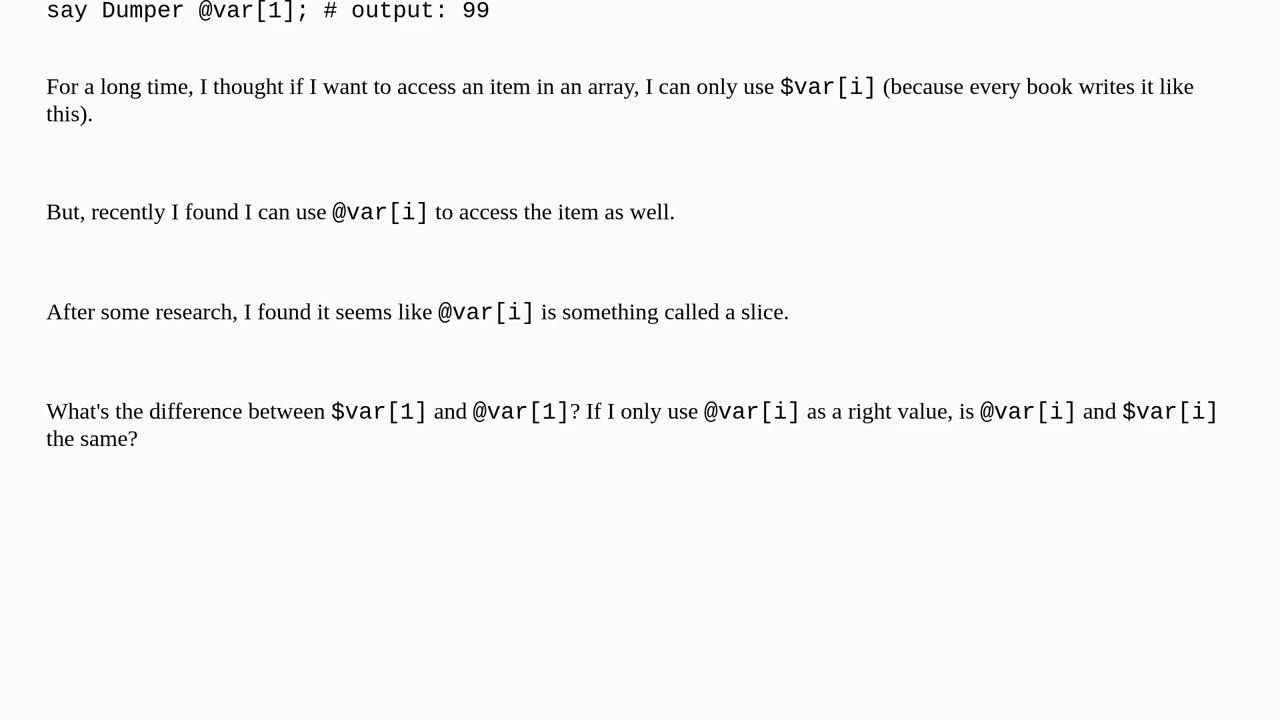 say Dumper @var[1]; # output: 99
For a long time, I thought if I want to access an item in an array, I can only use $var[i] (because every book writes it like
this).
But, recently I found I can use @var[i] to access the item as well.
After some research, I found it seems like @var[i] is something called a slice.
What's the difference between $var[1] and @var[1]? If I only use @var[i] as a right value, is @var[i] and $var[i]
the same?